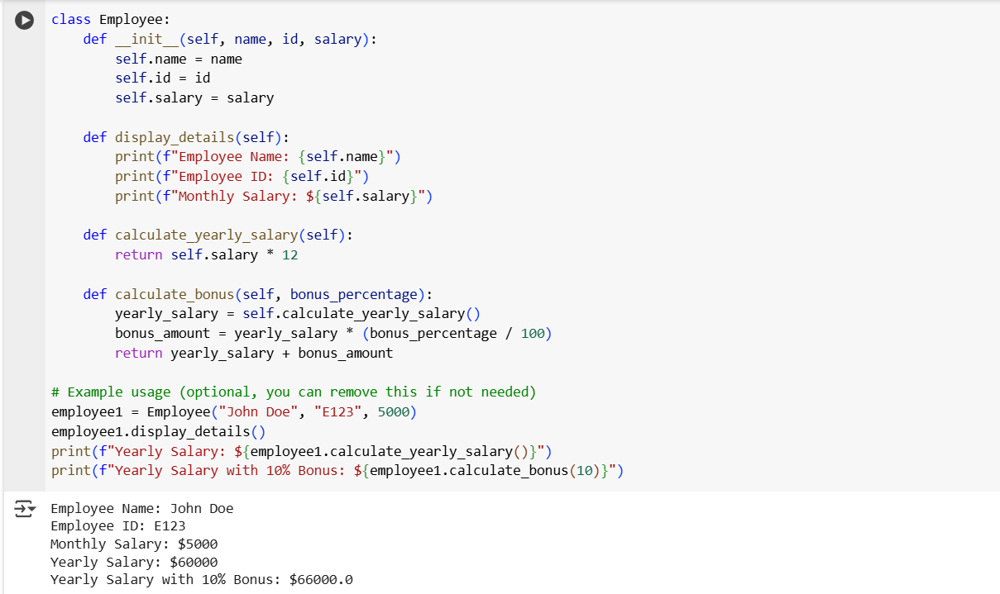 class Employee:
    def __init__(self, name, id, salary):
        self.name = name
        self.id = id
        self.salary = salary

    def display_details(self):
        print(f"Employee Name: {self.name}")
        print(f"Employee ID: {self.id}")
        print(f"Monthly Salary: ${self.salary}")

    def calculate_yearly_salary(self):
        return self.salary * 12

    def calculate_bonus(self, bonus_percentage):
        yearly_salary = self.calculate_yearly_salary()
        bonus_amount = yearly_salary * (bonus_percentage / 100)
        return yearly_salary + bonus_amount

# Example usage (optional, you can remove this if not needed)
employee1 = Employee("John Doe", "E123", 5000)
employee1.display_details()
print(f"Yearly Salary: ${employee1.calculate_yearly_salary()}")
print(f"Yearly Salary with 10% Bonus: ${employee1.calculate_bonus(10)}")
Employee Name: John Doe
Employee ID: E123
Monthly Salary: $5000
Yearly Salary: $60000
Yearly Salary with 10% Bonus: $66000.0